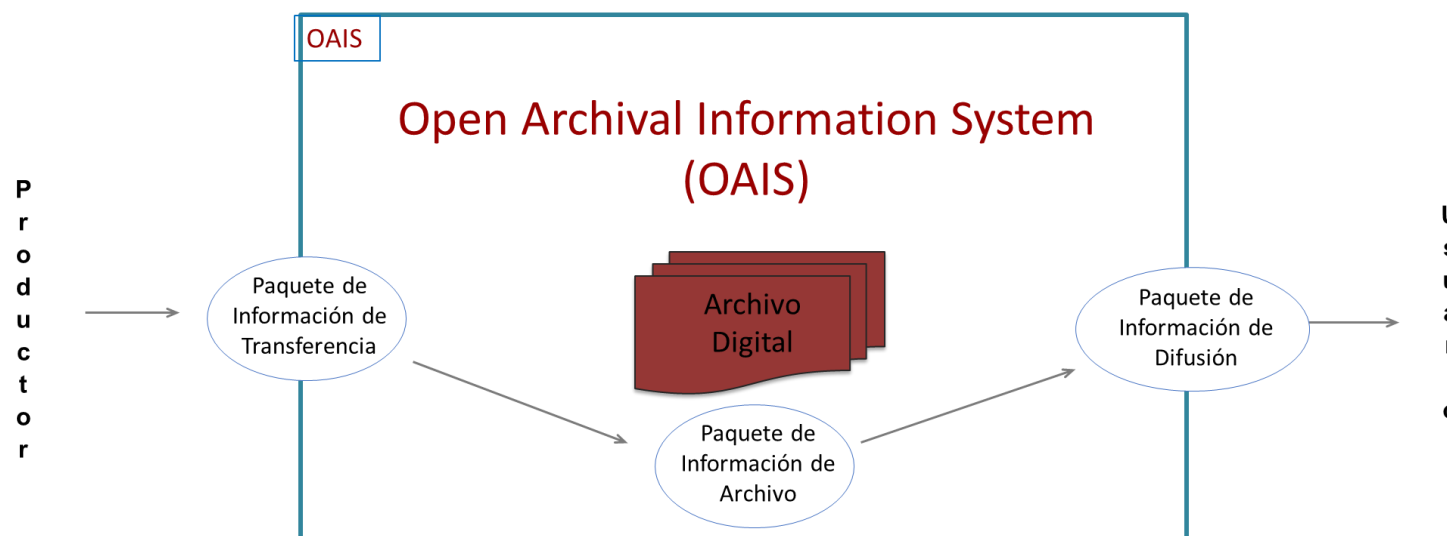 OAIS
Open Archival Information System
(OAIS)
Productor
Paquete de
Información de
Transferencia
Archivo
Digital
Paquete de
Información de
Archivo
Paquete de
Información de
Difusión